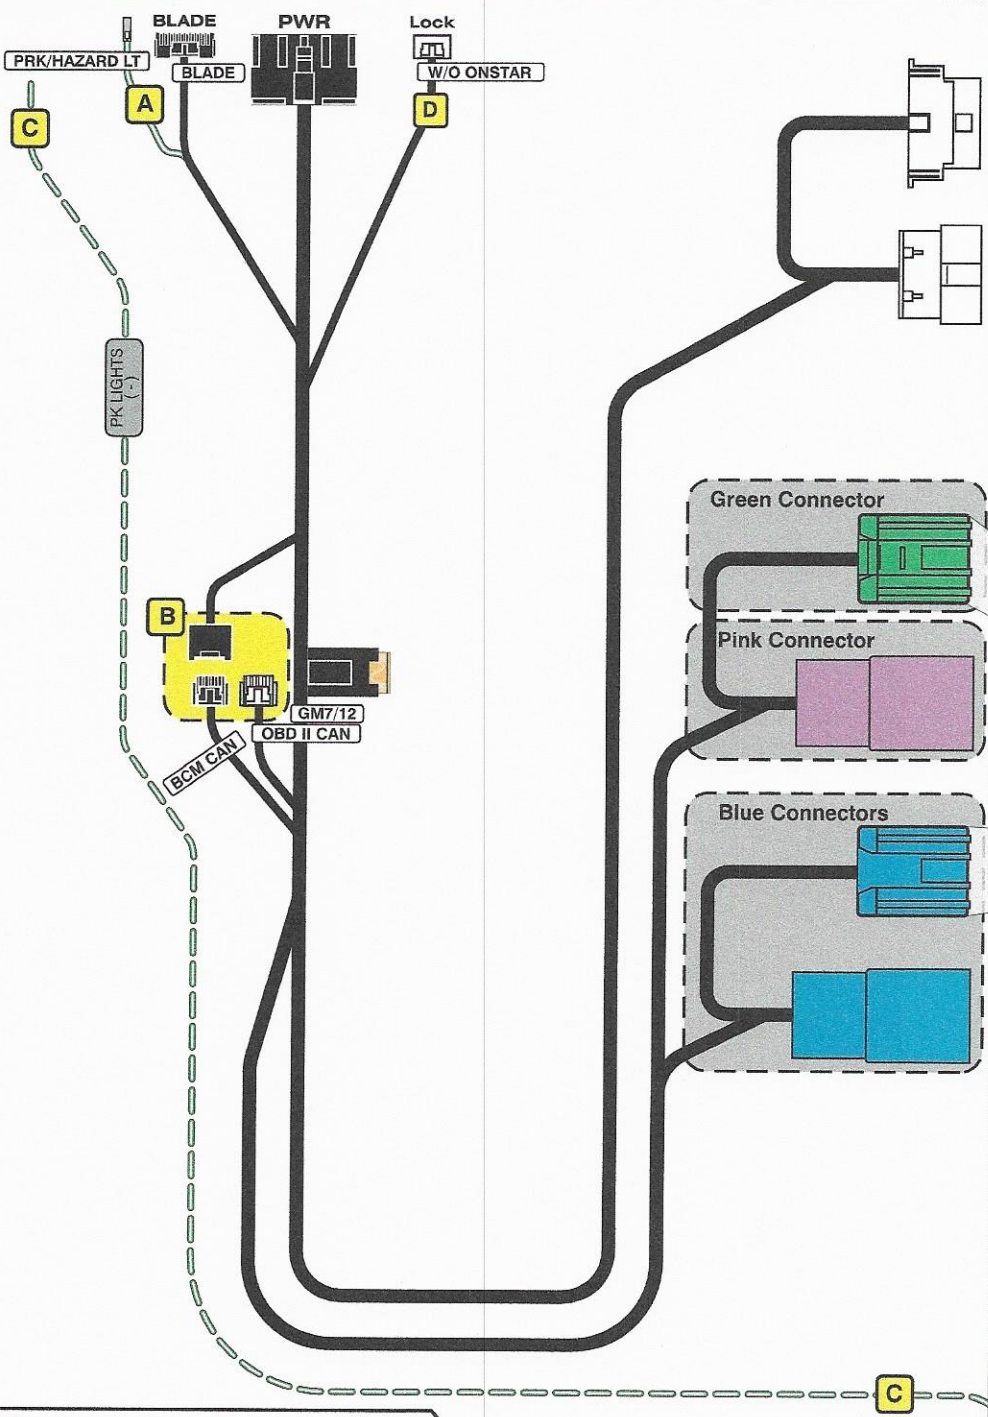 BLADE
PWR
Lock
PRK/HAZARD LT
BLADE
W/O ONSTAR
A
D
C
PK LIGHTS
(-)
Green Connector
B
Pink Connector
GM7/12
OBD II CAN
BCM CAN
Blue Connectors
C